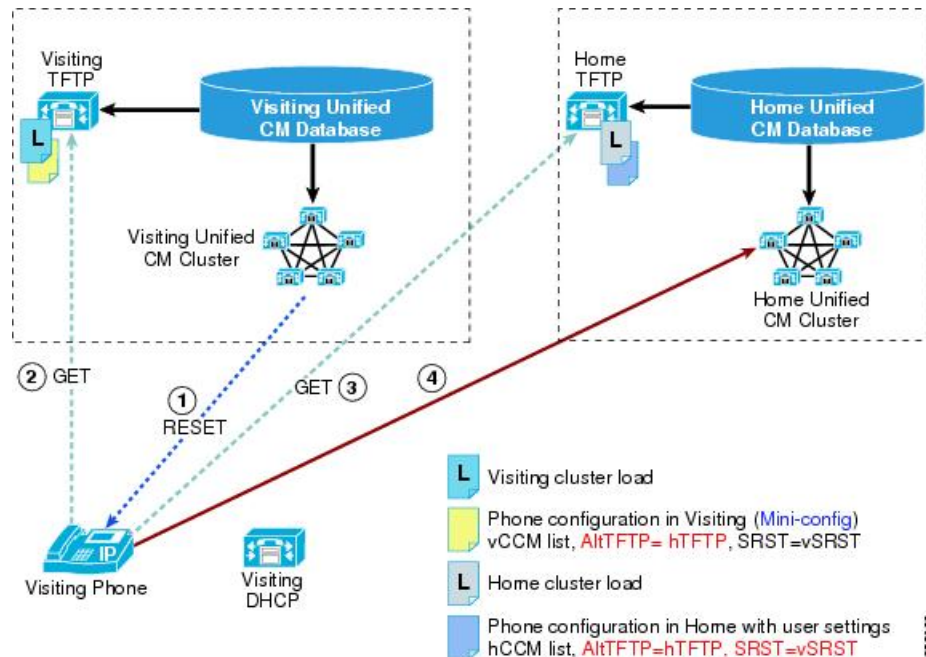 Visiting
TFTP
Visiting Unified
CM Database
Home
TFTP
Home Unified
CM Database
L
L
Visiting Unified
CM Cluster
Home Unified
CM Cluster
2 GET
1
RESET
GET 3
4
IP
Visiting Phone
Visiting
DHCP
L Visiting cluster load
Phone configuration in Visiting (Mini-config)
vCCM list, AltTFTP= hTFTP, SRST=vSRST
L Home cluster load
Phone configuration in Home with user settings
hCCM list, AltTFTP=hTFTP, SRST=vSRST